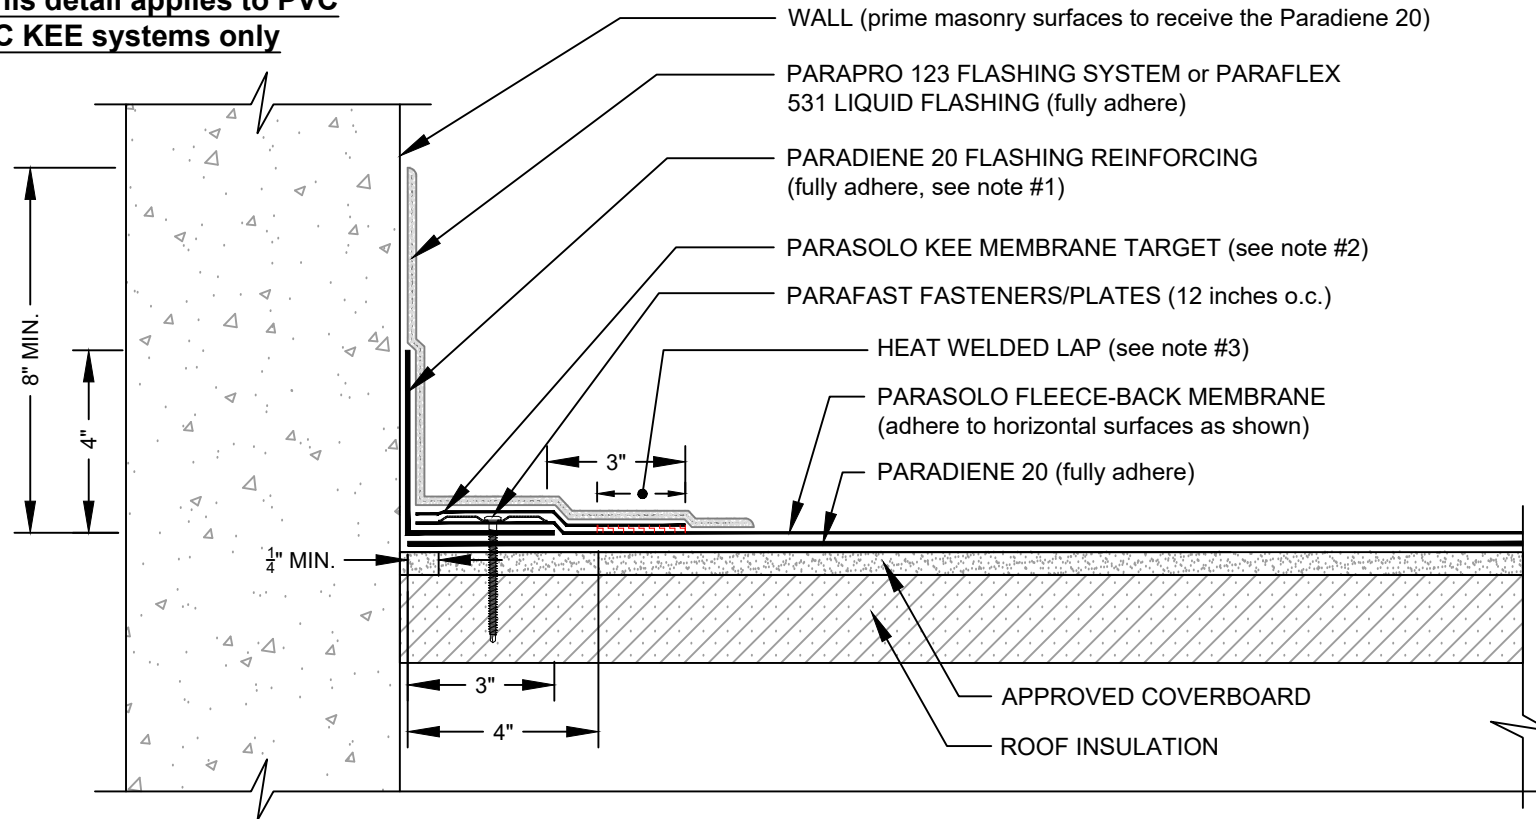 his detail applies to PVC
C KEE systems only
WALL (prime masonry surfaces to receive the Paradiene 20)
PARAPRO 123 FLASHING SYSTEM or PARAFLEX
531 LIQUID FLASHING (fully adhere)
PARADIENE 20 FLASHING REINFORCING
(fully adhere, see note #1)
PARASOLO KEE MEMBRANE TARGET (see note #2)
PARAFAST FASTENERS/PLATES (12 inches o.c.)
HEAT WELDED LAP (see note #3)
PARASOLO FLEECE-BACK MEMBRANE
(adhere to horizontal surfaces as shown)
PARADIENE 20 (fully adhere)
8" MIN.
4"
3"
1/4" MIN.
3"
4"
APPROVED COVERBOARD
ROOF INSULATION